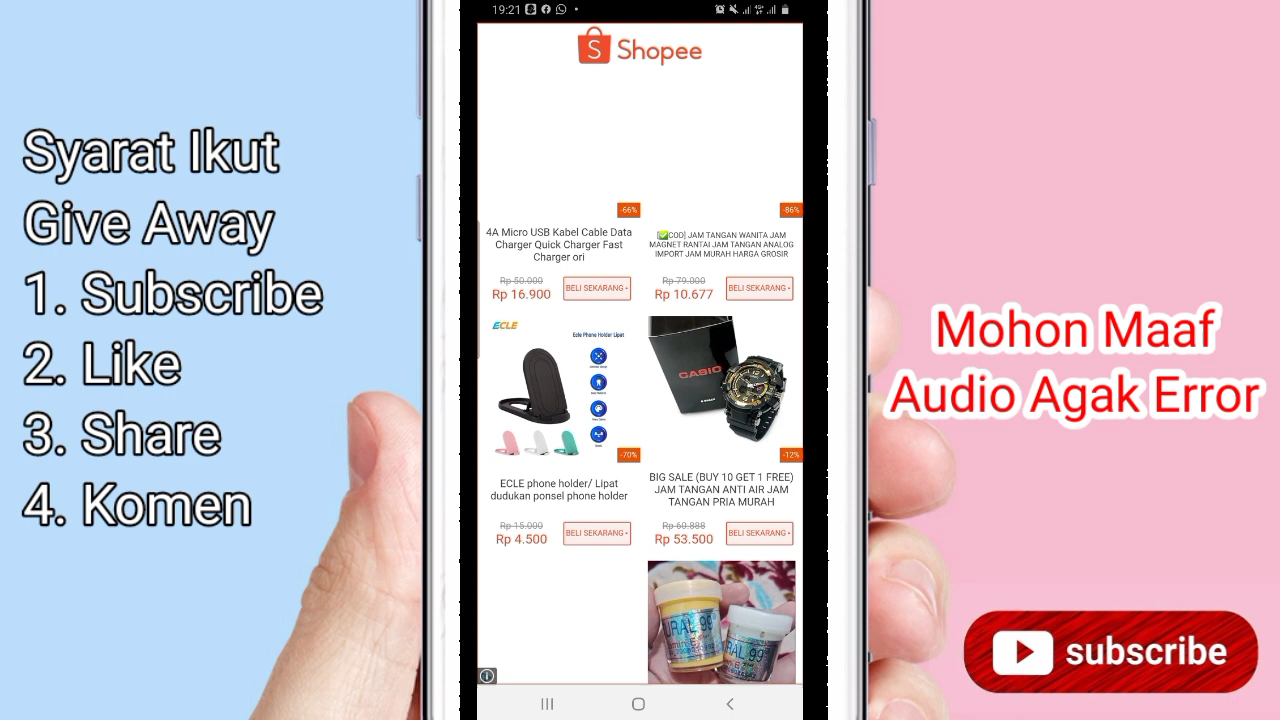 Syarat Ikut
Give Away
1. Subscribe
2. Like
3. Share
4. Komen
19:21
4G+
Shopee
-66%
4A Micro USB Kabel Cable Data
Charger Quick Charger Fast
Charger ori
Rp 50.000
Rp 16.900
BELI SEKARANG
-86%
[✅COD] JAM TANGAN WANITA JAM
MAGNET RANTAI JAM TANGAN ANALOG
IMPORT JAM MURAH HARGA GROSIR
Rp 79.000
Rp 10.677
BELI SEKARANG
ECLE
Ecle Phone Holder Lipat
-70%
ECLE phone holder/ Lipat
dudukan ponsel phone holder
Rp 15.000
Rp 4.500
BELI SEKARANG
CASIO
-12%
BIG SALE (BUY 10 GET 1 FREE)
JAM TANGAN ANTI AIR JAM
TANGAN PRIA MURAH
Rp 60.888
Rp 53.500
BELI SEKARANG
URAL 99
RAL 99
Mohon Maaf
Audio Agak Error
subscribe